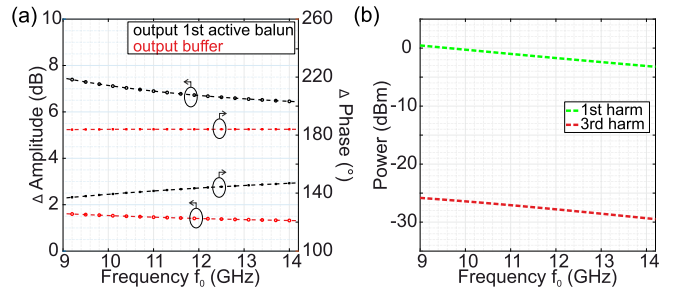 (a)
output 1st active balun
output buffer
10
8
6
4
2
0
Δ Amplitude (dB)
260
220
180
140
100
Δ Phase (°)
9 10 11 12 13 14
Frequency f0 (GHz)
(b)
0
-10
-20
-30
Power (dBm)
1st harm
3rd harm
9 10 11 12 13 14
Frequency f0 (GHz)